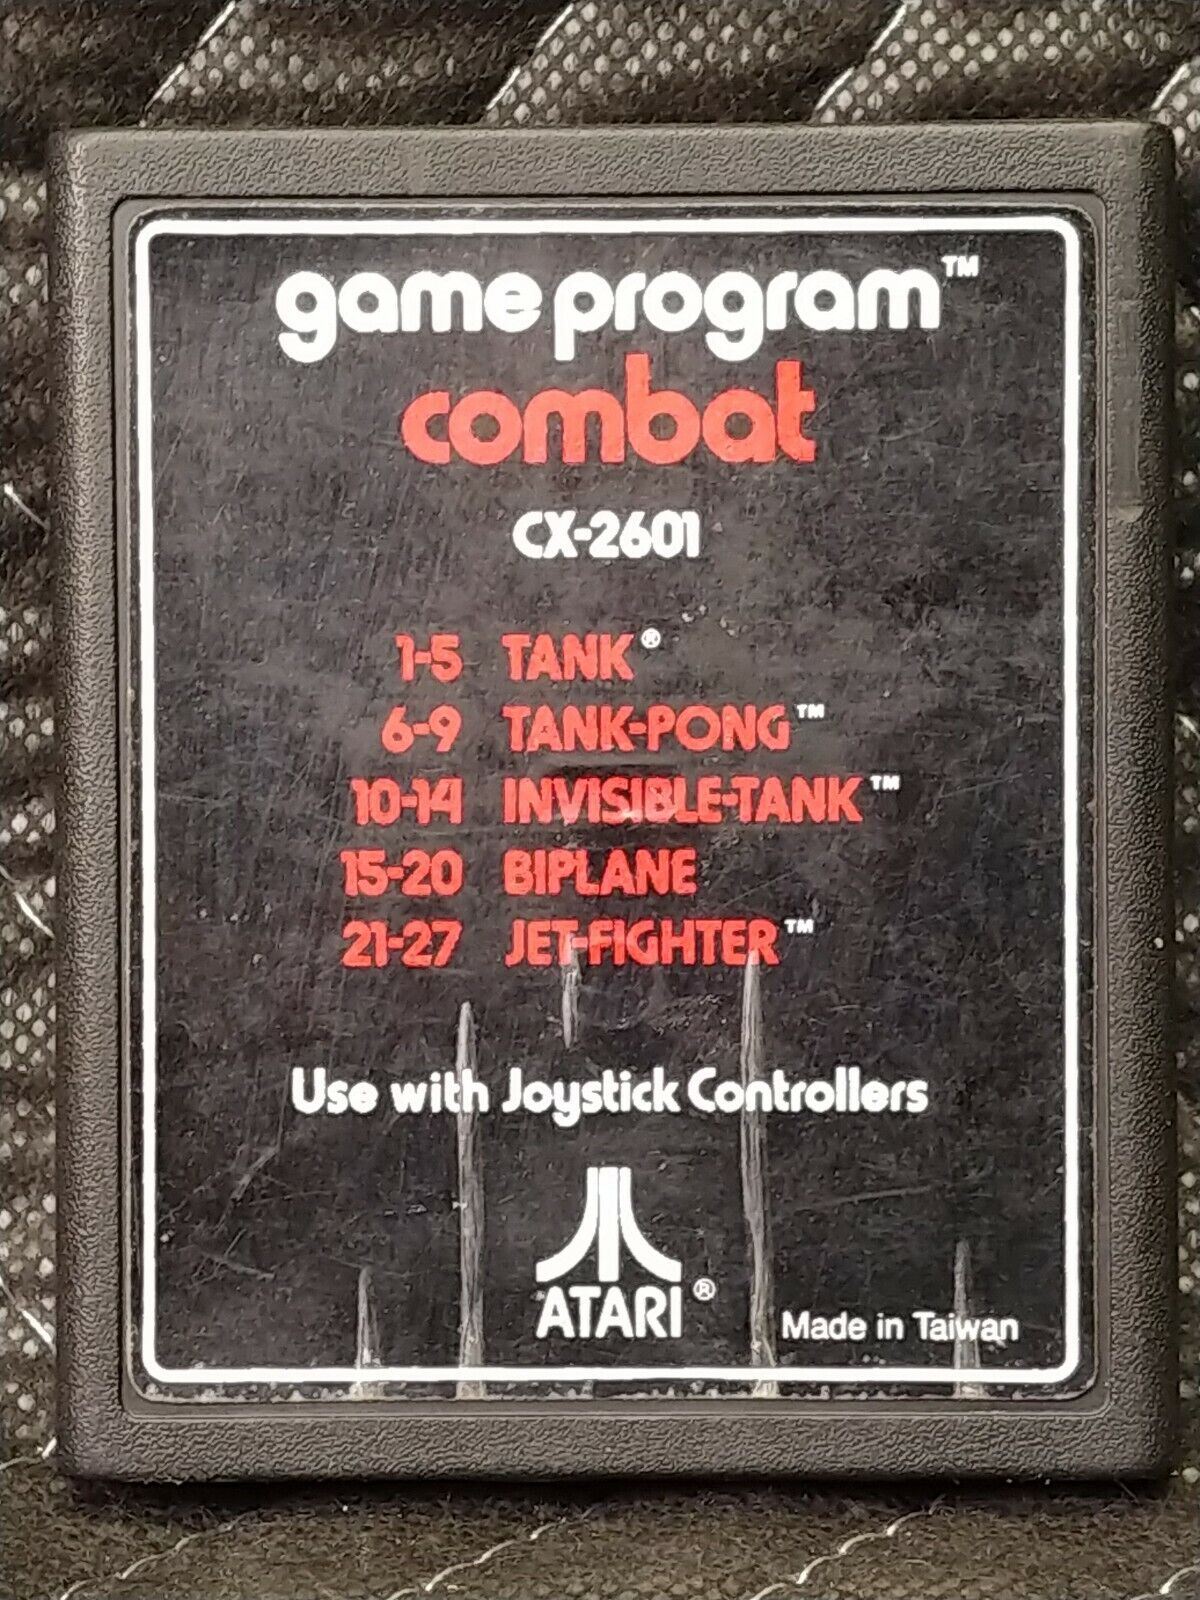 game program™
combat
CX-2601
1-5 TANK®
6-9 TANK-PONG™
10-14 INVISIBLE-TANK™
15-20 BIPLANE
21-27 JET-FIGHTER™
Use with Joystick Controllers
ATARI®
Made in Taiwan